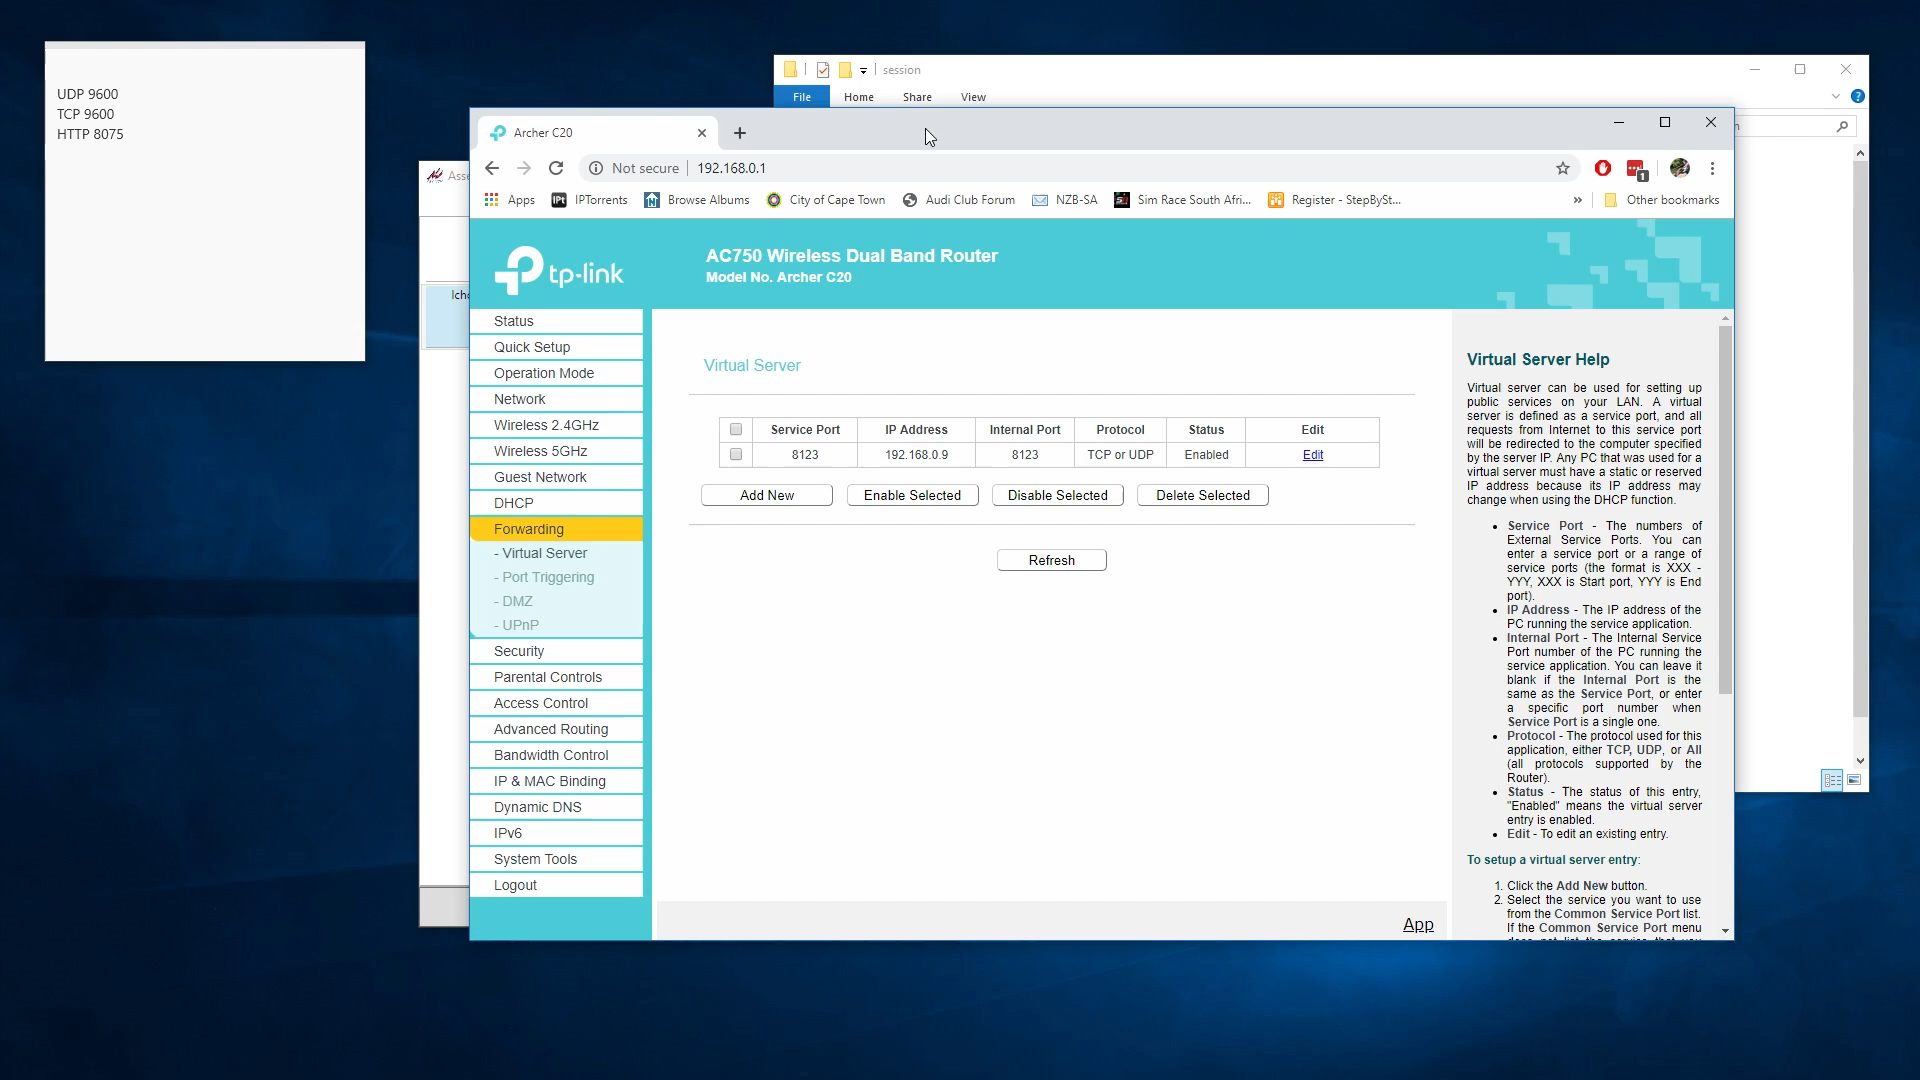 UDP 9600
TCP 9600
HTTP 8075
session
File Home Share View
Archer C20
Not secure 192.168.0.1
Apps IPTorrents Browse Albums City of Cape Town Audi Club Forum NZB-SA Sim Race South Afri... Register - StepBySt... » Other bookmarks
tp-link
AC750 Wireless Dual Band Router
Model No. Archer C20
Status
Quick Setup
Operation Mode
Network
Wireless 2.4GHz
Wireless 5GHz
Guest Network
DHCP
Forwarding
- Virtual Server
- Port Triggering
- DMZ
- UPnP
Security
Parental Controls
Access Control
Advanced Routing
Bandwidth Control
IP & MAC Binding
Dynamic DNS
IPv6
System Tools
Logout
Virtual Server
Service Port IP Address Internal Port Protocol Status Edit
8123 192.168.0.9 8123 TCP or UDP Enabled Edit
Add New Enable Selected Disable Selected Delete Selected
Refresh
App
Virtual Server Help
Virtual server can be used for setting up
public services on your LAN. A virtual
server is defined as a service port, and all
requests from Internet to this service port
will be redirected to the computer specified
by the server IP. Any PC that was used for a
virtual server must have a static or reserved
IP address because its IP address may
change when using the DHCP function.
• Service Port - The numbers of
External Service Ports. You can
enter a service port or a range of
service ports (the format is XXX -
YYY, XXX is Start port, YYY is End
port).
• IP Address - The IP address of the
PC running the service application.
• Internal Port - The Internal Service
Port number of the PC running the
service application. You can leave it
blank if the Internal Port is the
same as the Service Port, or enter
a specific port number when
Service Port is a single one.
• Protocol - The protocol used for this
application, either TCP, UDP, or All
(all protocols supported by the
Router).
• Status - The status of this entry,
"Enabled" means the virtual server
entry is enabled.
• Edit - To edit an existing entry.
To setup a virtual server entry:
1. Click the Add New button.
2. Select the service you want to use
from the Common Service Port list.
If the Common Service Port menu